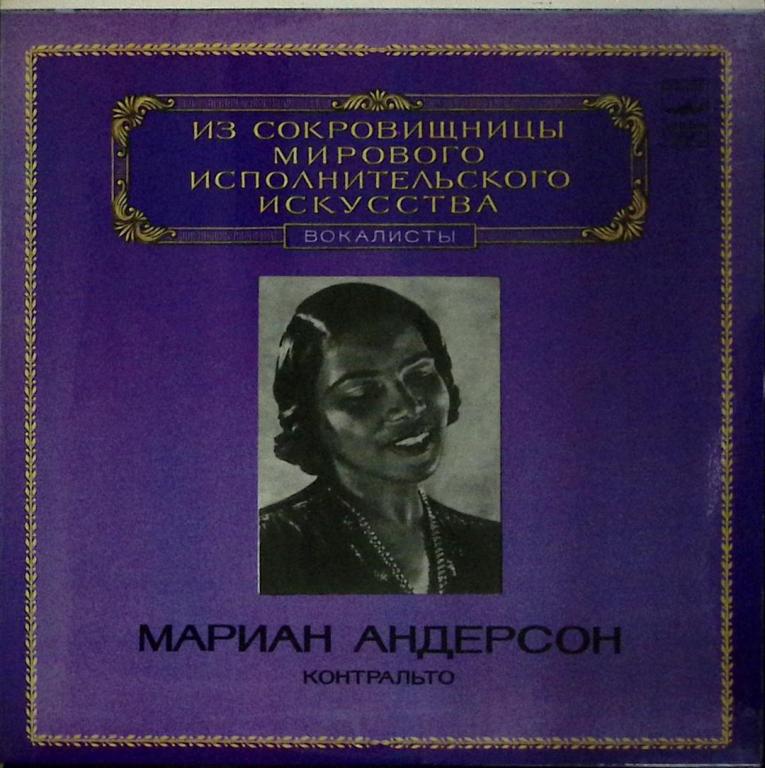 ИЗ СОКРОВИЩНИЦЫ
МИРОВОГО
ИСПОЛНИТЕЛЬСКОГО
ИСКУССТВА
ВОКАЛИСТЫ
МАРИАН АНДЕРСОН
КОНТРАЛЬТО